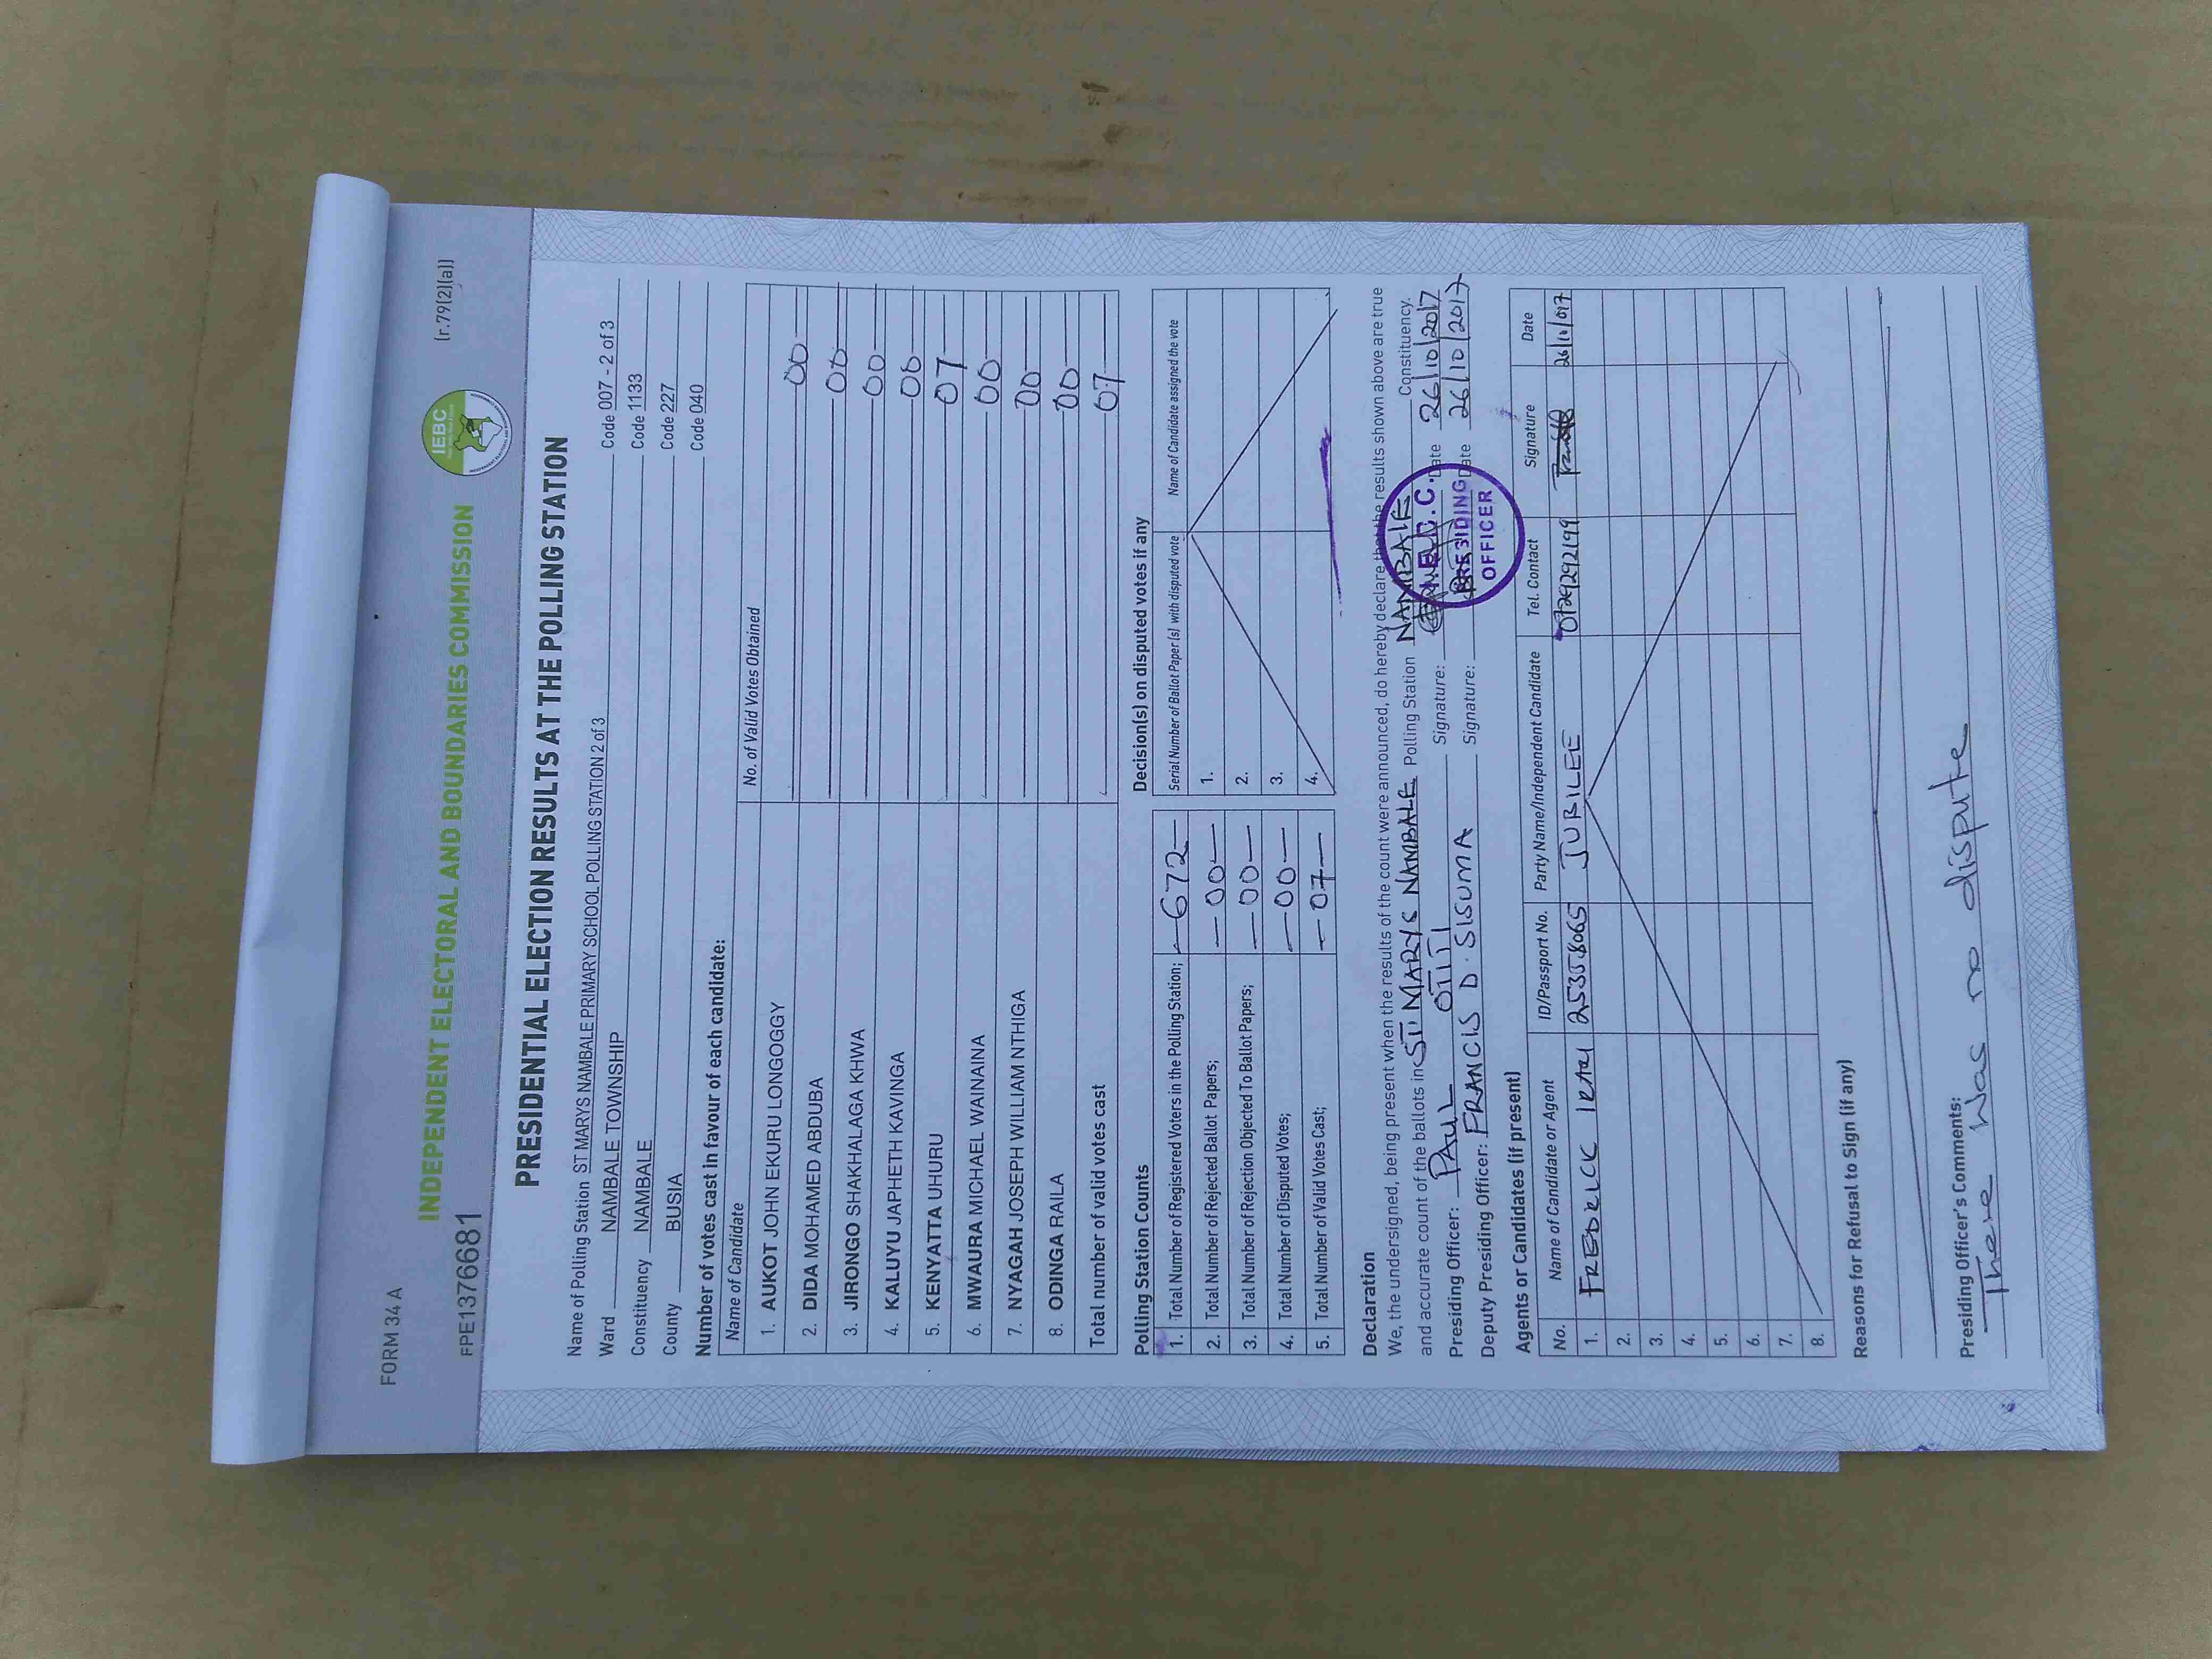 FORM 34 A
(r.79(2)(a))
IEBC
INDEPENDENT ELECTORAL AND BOUNDARIES COMMISSION
FPE1376681
PRESIDENTIAL ELECTION RESULTS AT THE POLLING STATION
Name of Polling Station ST MARYS NAMBALE PRIMARY SCHOOL POLLING STATION 2 of 3 Code 007 - 2 of 3
Ward NAMBALE TOWNSHIP Code 1133
Constituency NAMBALE Code 227
County BUSIA Code 040
Number of votes cast in favour of each candidate:
Name of Candidate No. of Valid Votes Obtained
1. AUKOT JOHN EKURU LONGOGGY 00
2. DIDA MOHAMED ABDUBA 00
3. JIRONGO SHAKHALAGA KHWA 00
4. KALUYU JAPHETH KAVINGA 00
5. KENYATTA UHURU 07
6. MWAURA MICHAEL WAINAINA 00
7. NYAGAH JOSEPH WILLIAM NTHIGA 00
8. ODINGA RAILA 00
Total number of valid votes cast 07
Polling Station Counts
1. Total Number of Registered Voters in the Polling Station; 672
2. Total Number of Rejected Ballot Papers; 00
3. Total Number of Rejection Objected To Ballot Papers; 00
4. Total Number of Disputed Votes; 00
5. Total Number of Valid Votes Cast; 07
Decision(s) on disputed votes if any
Serial Number of Ballot Paper (s) with disputed vote Name of Candidate assigned the vote
1.
2.
3.
4.
Declaration
We, the undersigned, being present when the results of the count were announced, do hereby declare that the results shown above are true
and accurate count of the ballots in ST MARYS NAMBALE Polling Station NAMBALE Constituency.
Presiding Officer: PAUL OTIITI Signature: Date 26/10/2017
Deputy Presiding Officer: FRANCIS D. SISUMA Signature: Date 26/10/2017
PRESIDING
OFFICER
Agents or Candidates (if present)
No. Name of Candidate or Agent ID/Passport No. Party Name/Independent Candidate Tel. Contact Signature Date
1. FREDRICK 25358065 JUBILEE 0729292199
2.
3.
4.
5.
6.
7.
8.
Reasons for Refusal to Sign (if any)
Presiding Officer's Comments:
There was no dispute